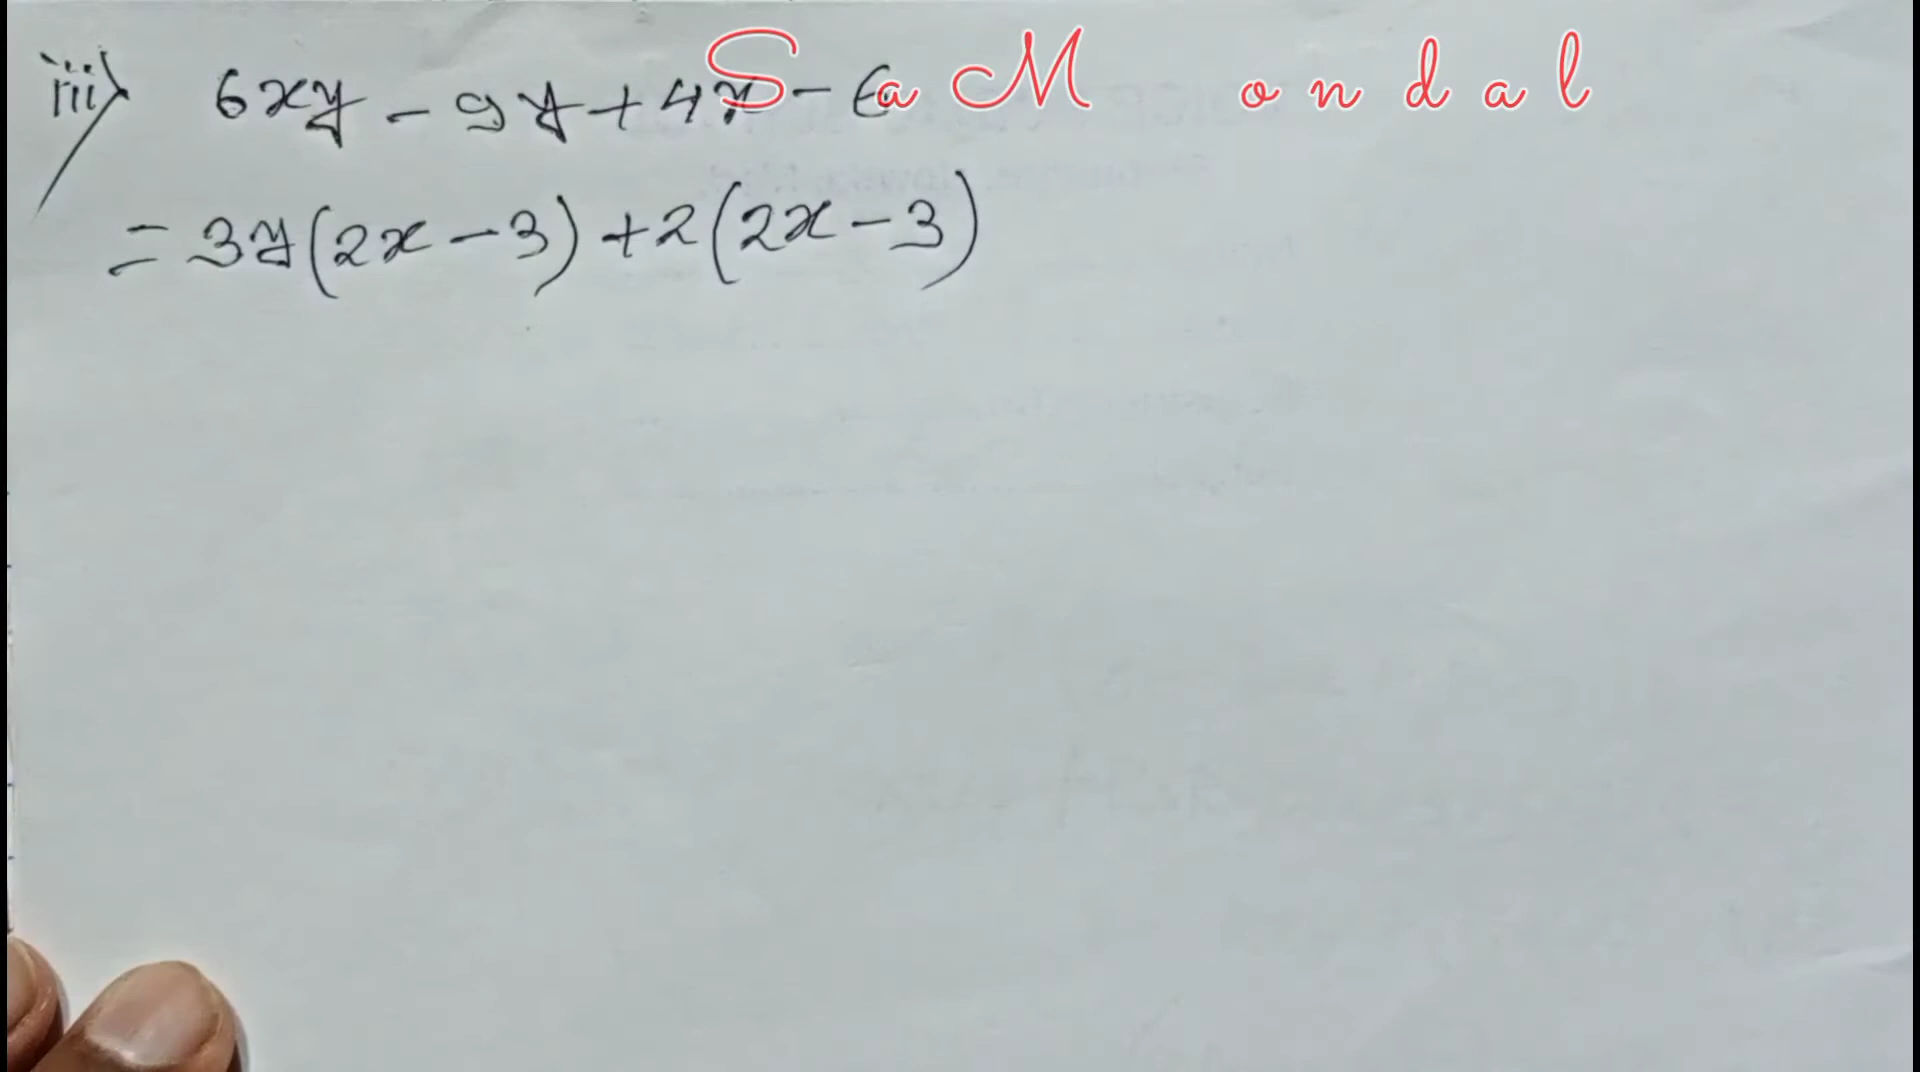 iii) 6xy - 9y + 4x - 6
S a M o n d a l
= 3y(2x - 3) + 2(2x - 3)